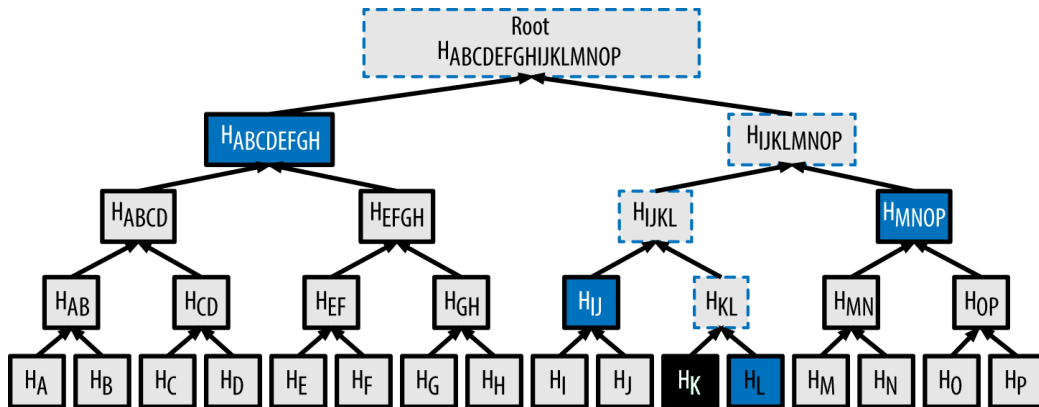 Root
HABCDEFGHIJKLMNOP
HABCDEFGH HIJKLMNOP
HABCD HEFGH HIJKL HMNOP
HAB HCD HEF HGH HIJ HKL HMN HOP
HA HB HC HD HE HF HG HH HI HJ HK HL HM HN HO HP